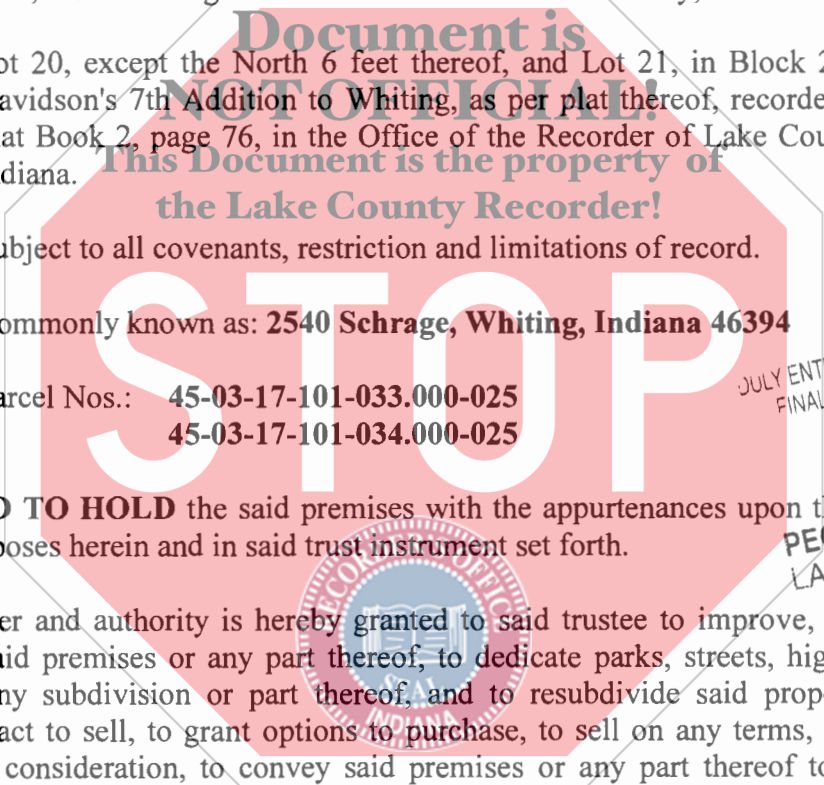 Document is
ot 20, except the North 6 feet thereof, and Lot 21, in Block 2
NOT OFFICIAL!
avidson's 7th Addition to Whiting, as per plat thereof, recorde
at Book 2, page 76, in the Office of the Recorder of Lake Cou
This Document is the property of
diana.
the Lake County Recorder!
ubject to all covenants, restriction and limitations of record.
STOP
ommonly known as: 2540 Schrage, Whiting, Indiana 46394
JULY ENT
FINAL
arcel Nos.: 45-03-17-101-033.000-025
45-03-17-101-034.000-025
TO HOLD the said premises with the appurtenances upon t
poses herein and in said trust instrument set forth.
PE
LA
RECORDER'S OFFICE
SEAL
INDIANA
er and authority is hereby granted to said trustee to improve,
aid premises or any part thereof, to dedicate parks, streets, hig
ny subdivision or part thereof, and to resubdivide said prop
act to sell, to grant options to purchase, to sell on any terms,
consideration, to convey said premises or any part thereof to